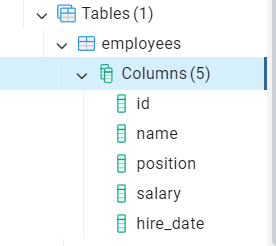 Tables (1)
employees
Columns (5)
id
name
position
salary
hire_date